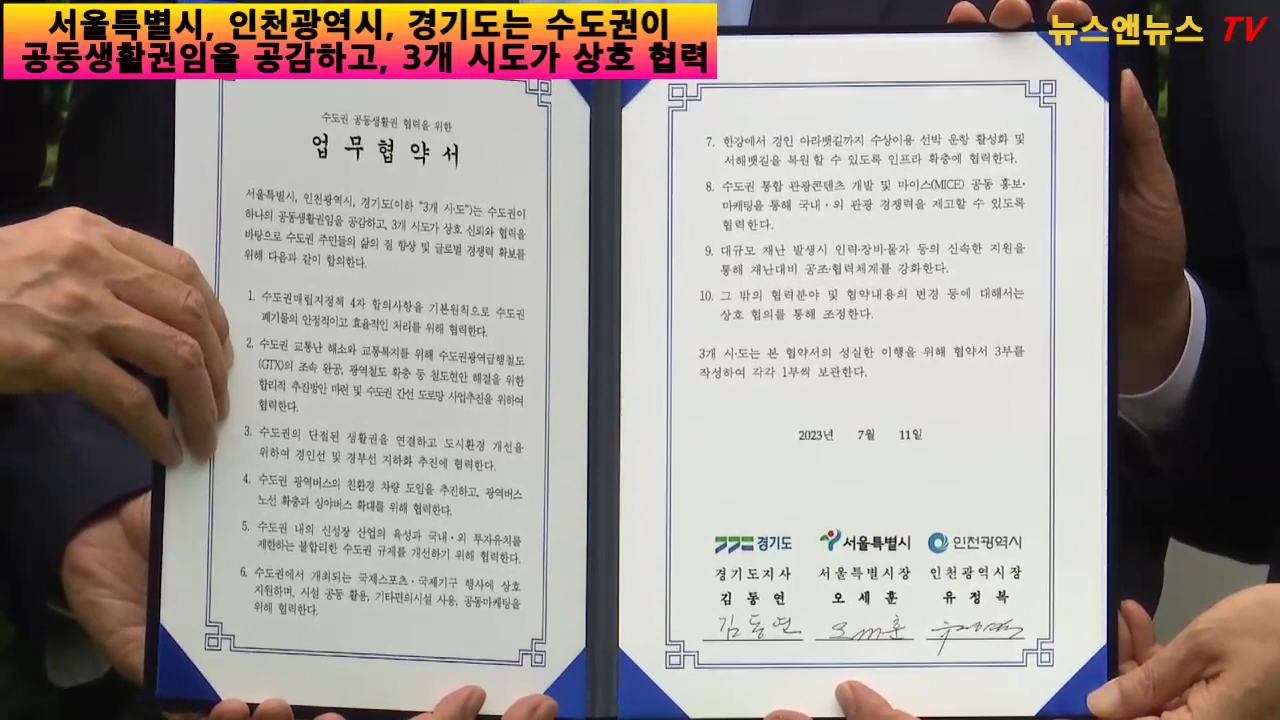 서울특별시, 인천광역시, 경기도는 수도권이
공동생활권임을 공감하고, 3개 시도가 상호 협력
뉴스앤뉴스 TV
수도권 공동생활권 협력을 위한
업무협약서
서울특별시, 인천광역시, 경기도(이하 "3개 시·도")는 수도권이
하나의 공동생활권임을 공감하고, 3개 시도가 상호 신뢰와 협력을
바탕으로 수도권 주민들의 삶의 질 향상 및 글로벌 경쟁력 확보를
위해 다음과 같이 합의한다.
1. 수도권매립지정책 4자 합의사항을 기본원칙으로 수도권
폐기물의 안정적이고 효율적인 처리를 위해 협력한다.
2. 수도권 교통난 해소와 교통복지를 위해 수도권광역급행철도
(GTX)의 조속 완공, 광역철도 확충 등 철도현안 해결을 위한
합리적 추진방안 마련 및 수도권 간선 도로망 사업추진을 위하여
협력한다.
3. 수도권의 단절된 생활권을 연결하고 도시환경 개선을
위하여 경인선 및 경부선 지하화 추진에 협력한다.
4. 수도권 광역버스의 친환경 차량 도입을 추진하고, 광역버스
노선 확충과 심야버스 확대를 위해 협력한다.
5. 수도권 내의 신성장 산업의 육성과 국내·외 투자유치를
제한하는 불합리한 수도권 규제를 개선하기 위해 협력한다.
6. 수도권에서 개최되는 국제스포츠·국제기구 행사에 상호
지원하며, 시설 공동 활용, 기타편의시설 사용, 공동마케팅을
위해 협력한다.
7. 한강에서 경인 아라뱃길까지 수상이용 선박 운항 활성화 및
서해뱃길을 복원 할 수 있도록 인프라 확충에 협력한다.
8. 수도권 통합 관광콘텐츠 개발 및 마이스(MICE) 공동 홍보·
마케팅을 통해 국내·외 관광 경쟁력을 제고할 수 있도록
협력한다.
9. 대규모 재난 발생시 인력·장비·물자 등의 신속한 지원을
통해 재난대비 공조·협력체계를 강화한다.
10. 그 밖의 협력분야 및 협약내용의 변경 등에 대해서는
상호 협의를 통해 조정한다.
3개 시·도는 본 협약서의 성실한 이행을 위해 협약서 3부를
작성하여 각각 1부씩 보관한다.
2023년 7월 11일
경기도 서울특별시 인천광역시
경기도지사 서울특별시장 인천광역시장
김동연 오세훈 유정복
김동연